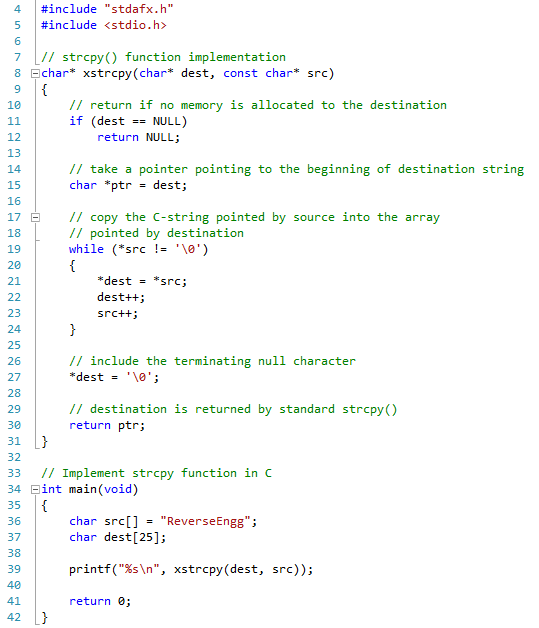 4 #include "stdafx.h"
5 #include <stdio.h>
6
7 // strcpy() function implementation
8 char* xstrcpy(char* dest, const char* src)
9 {
10     // return if no memory is allocated to the destination
11     if (dest == NULL)
12         return NULL;
13
14     // take a pointer pointing to the beginning of destination string
15     char *ptr = dest;
16
17     // copy the C-string pointed by source into the array
18     // pointed by destination
19     while (*src != '\0')
20     {
21         *dest = *src;
22         dest++;
23         src++;
24     }
25
26     // include the terminating null character
27     *dest = '\0';
28
29     // destination is returned by standard strcpy()
30     return ptr;
31 }
32
33 // Implement strcpy function in C
34 int main(void)
35 {
36     char src[] = "ReverseEngg";
37     char dest[25];
38
39     printf("%s\n", xstrcpy(dest, src));
40
41     return 0;
42 }